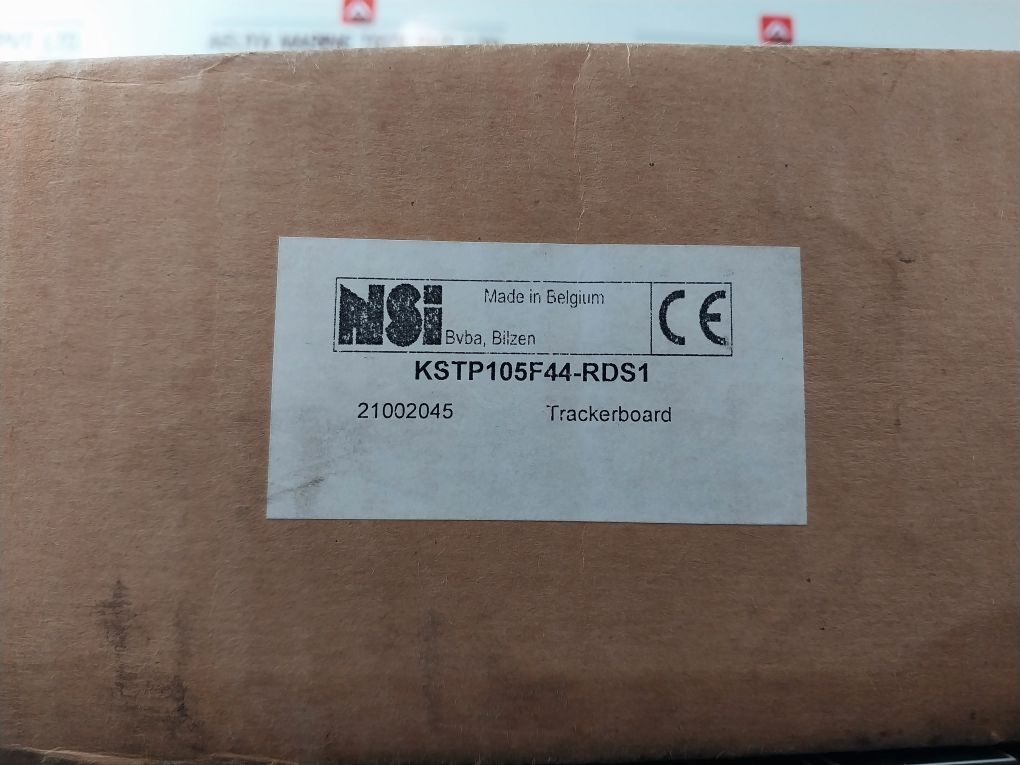 NSi
Made in Belgium
Bvba, Bilzen
CE
KSTP105F44-RDS1
21002045 Trackerboard